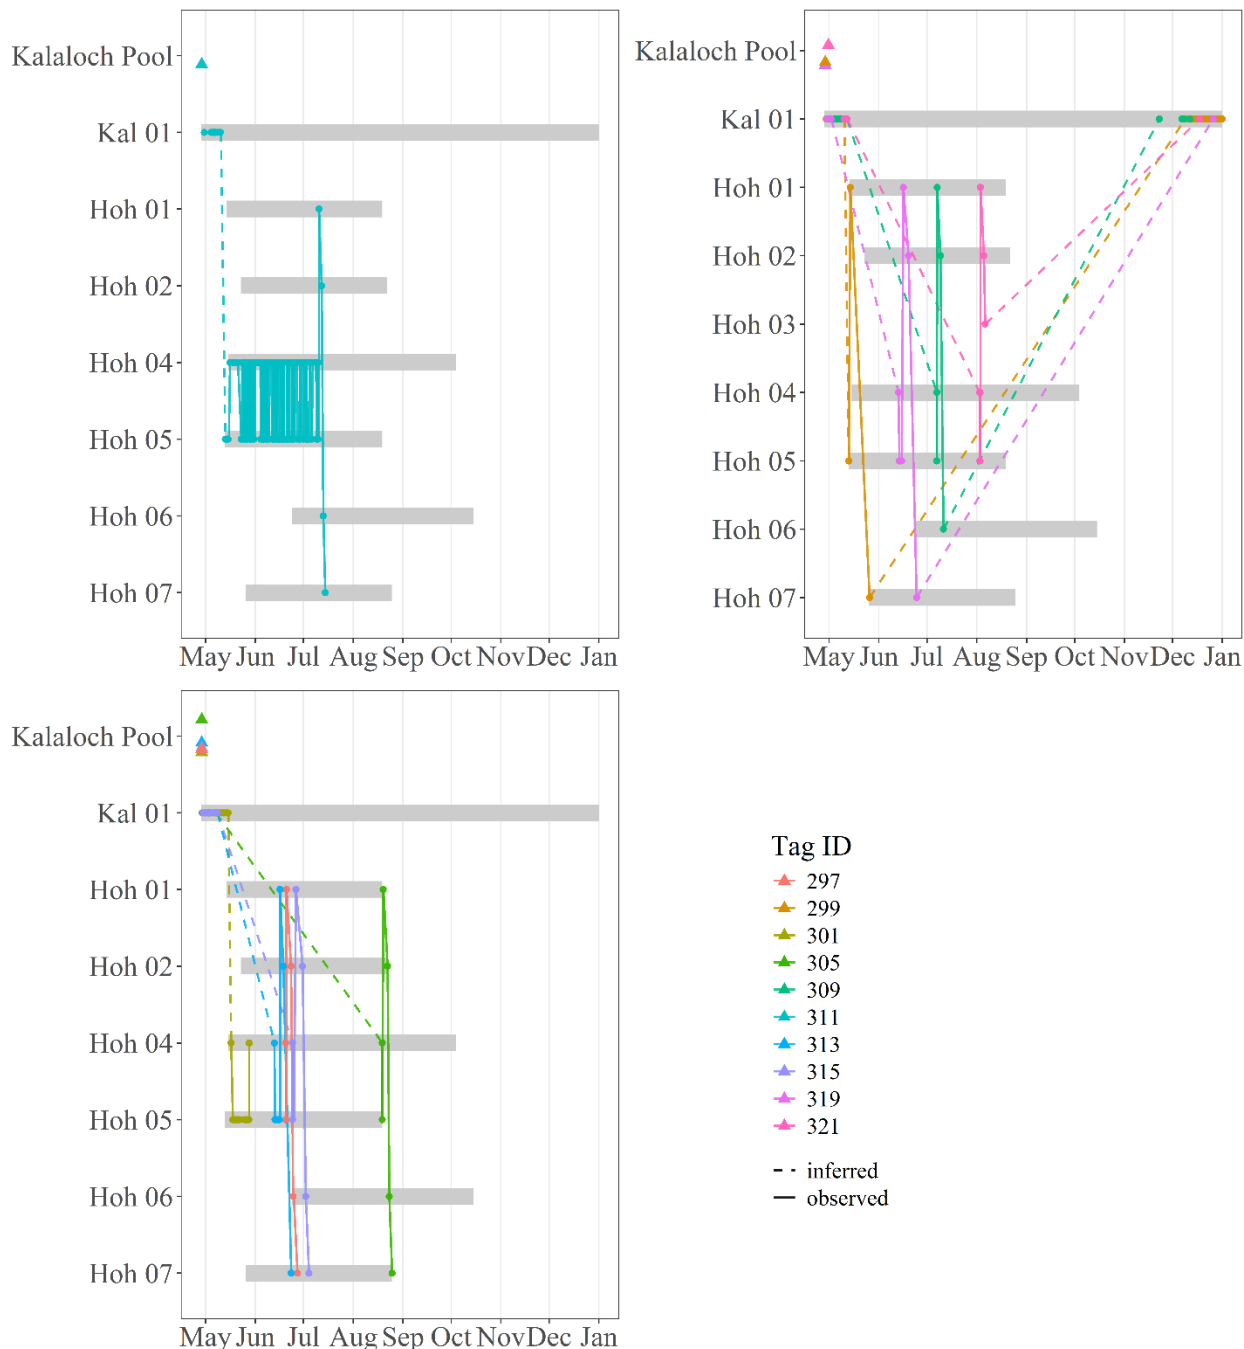 Kalaloch Pool
Kal 01
Hoh 01
Hoh 02
Hoh 04
Hoh 05
Hoh 06
Hoh 07
May Jun Jul Aug Sep Oct Nov Dec Jan
Kalaloch Pool
Kal 01
Hoh 01
Hoh 02
Hoh 03
Hoh 04
Hoh 05
Hoh 06
Hoh 07
May Jun Jul Aug Sep Oct Nov Dec Jan
Kalaloch Pool
Kal 01
Hoh 01
Hoh 02
Hoh 04
Hoh 05
Hoh 06
Hoh 07
May Jun Jul Aug Sep Oct Nov Dec Jan
Tag ID
297
299
301
305
309
311
313
315
319
321
inferred
observed